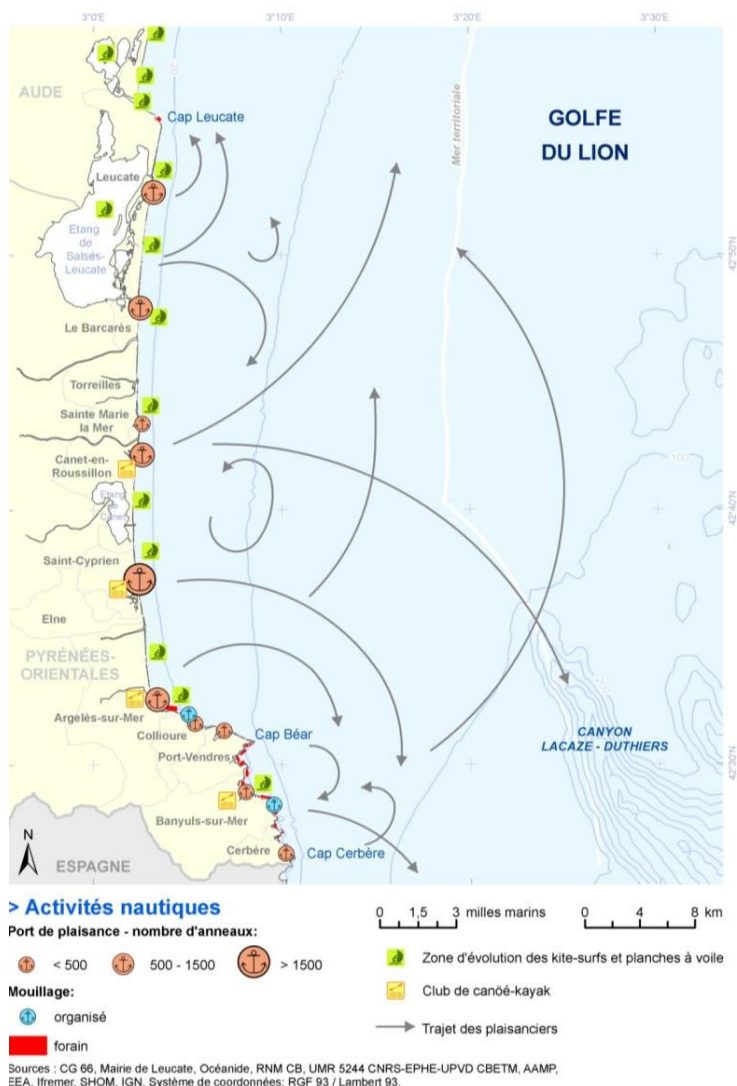 3°0'E 3°10'E 3°20'E 3°30'E
AUDE
Cap Leucate
Mer territoriale
GOLFE
DU LION
Leucate
Etang
de
Salses-
Leucate
42°50'N
Le Barcarès
Torreilles
Sainte Marie
la Mer
Canet-en-
Roussillon
100
Etang
de
Canet
42°40'N
Saint-Cyprien
Elne
PYRÉNÉES-
ORIENTALES
Argelès-sur-Mer
Collioure
Cap Béar
Port-Vendres
CANYON
LACAZE - DUTHIERS
42°30'N
Banyuls-sur-Mer
N
Cerbère
Cap Cerbère
ESPAGNE
> Activités nautiques
Port de plaisance - nombre d'anneaux:
< 500 500 - 1500 > 1500
Mouillage:
organisé
forain
0 1,5 3 milles marins 0 4 8 km
Zone d'évolution des kite-surfs et planches à voile
Club de canöé-kayak
Trajet des plaisanciers
Sources : CG 66, Mairie de Leucate, Océanide, RNM CB, UMR 5244 CNRS-EPHE-UPVD CBETM, AAMP,
EEA, Ifremer, SHOM, IGN. Système de coordonnées: RGF 93 / Lambert 93.